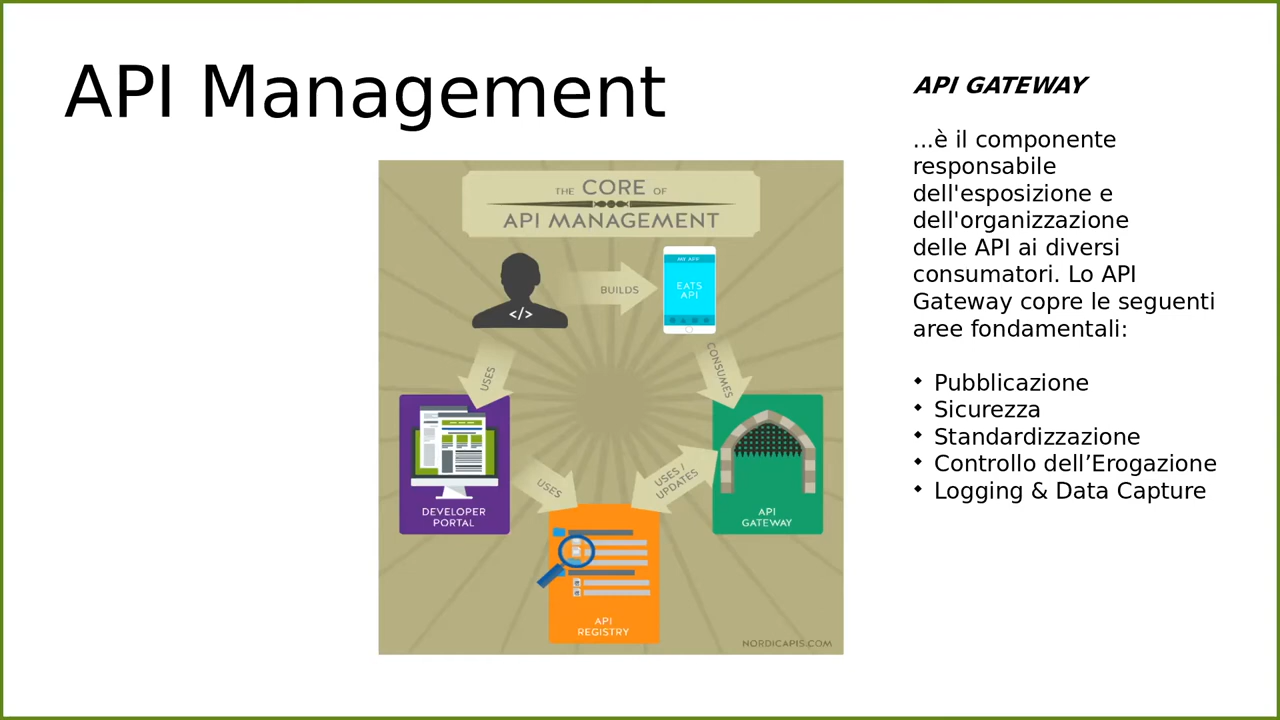 API Management
THE CORE OF
API MANAGEMENT
</>
BUILDS
MY APP
EATS
API
USES
CONSUMES
DEVELOPER
PORTAL
USES
USES /
UPDATES
API
GATEWAY
API
REGISTRY
NORDICAPIS.COM
API GATEWAY
...è il componente
responsabile
dell'esposizione e
dell'organizzazione
delle API ai diversi
consumatori. Lo API
Gateway copre le seguenti
aree fondamentali:
Pubblicazione
Sicurezza
Standardizzazione
Controllo dell’Erogazione
Logging & Data Capture